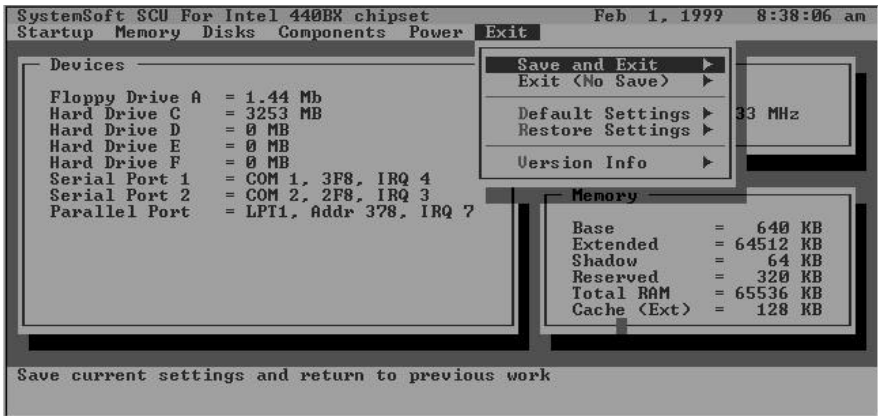 SystemSoft SCU For Intel 440BX chipset Feb 1, 1999 8:38:06 am
Startup Memory Disks Components Power Exit
Devices
Floppy Drive A = 1.44 Mb
Hard Drive C = 3253 MB
Hard Drive D = 0 MB
Hard Drive E = 0 MB
Hard Drive F = 0 MB
Serial Port 1 = COM 1, 3F8, IRQ 4
Serial Port 2 = COM 2, 2F8, IRQ 3
Parallel Port = LPT1, Addr 378, IRQ 7
Save and Exit ►
Exit (No Save) ►
Default Settings ►
Restore Settings ►
Version Info ►
33 MHz
Memory
Base = 640 KB
Extended = 64512 KB
Shadow = 64 KB
Reserved = 320 KB
Total RAM = 65536 KB
Cache (Ext) = 128 KB
Save current settings and return to previous work